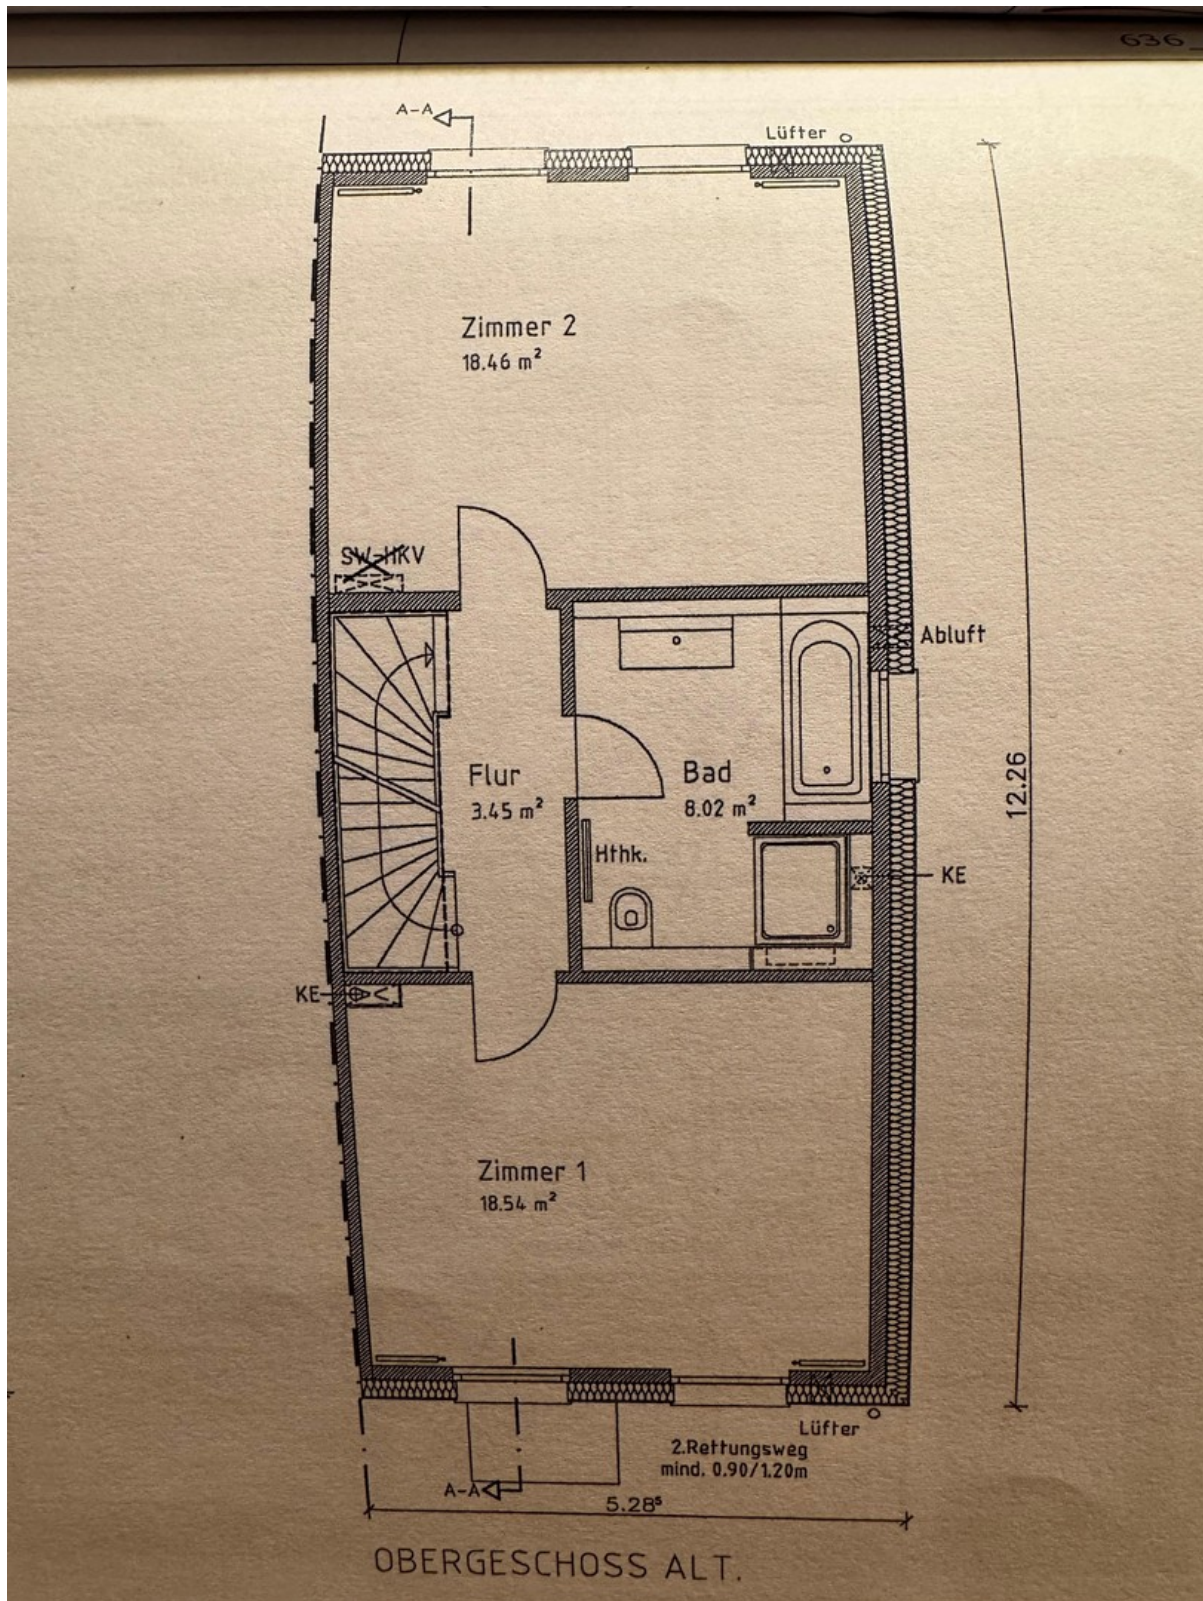 636_
A-A
Lüfter
Zimmer 2
18.46 m²
SW-HKV
Abluft
Flur
3.45 m²
Bad
8.02 m²
12.26
Hthk.
KE
KE
Zimmer 1
18.54 m²
Lüfter
2.Rettungsweg
mind. 0.90/1.20m
A-A
5.28⁵
OBERGESCHOSS ALT.